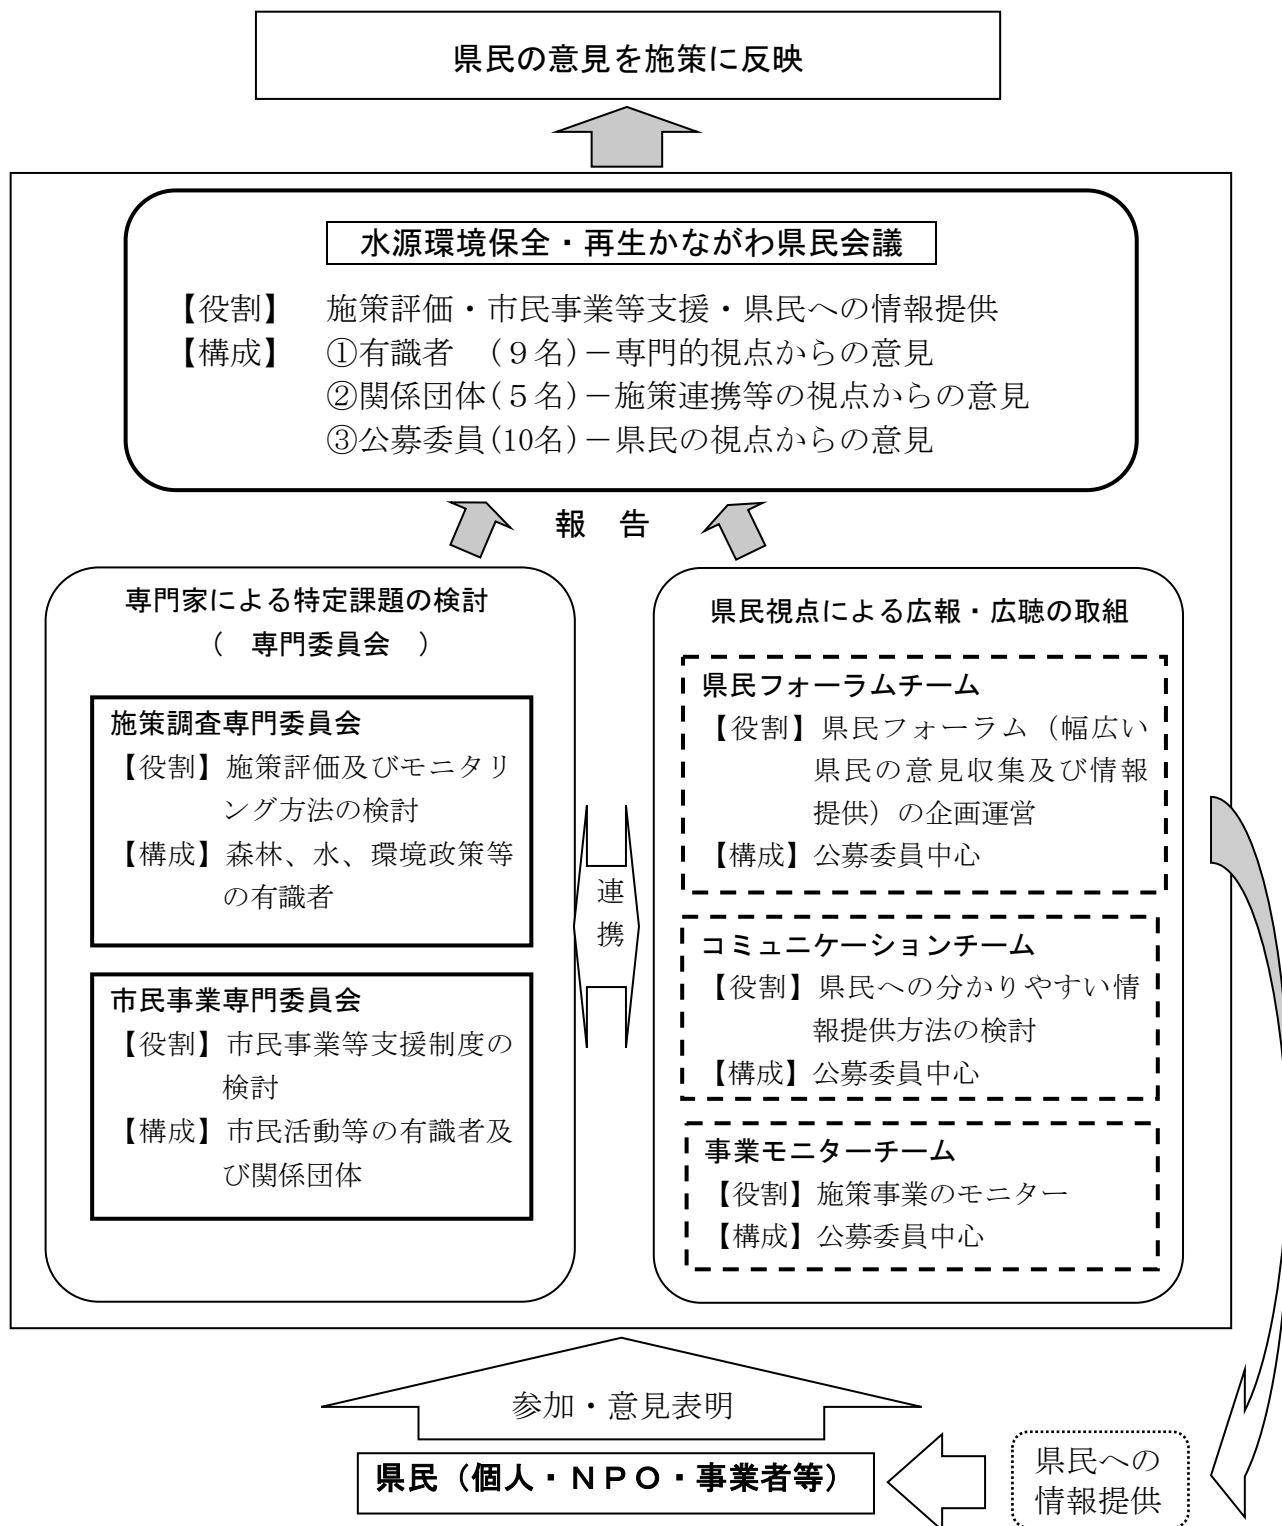 県民の意見を施策に反映
水源環境保全・再生かながわ県民会議
【役割】 施策評価・市民事業等支援・県民への情報提供
【構成】 ①有識者 （９名）－専門的視点からの意見
②関係団体（５名）－施策連携等の視点からの意見
③公募委員（10名）－県民の視点からの意見
報 告
専門家による特定課題の検討
（ 専門委員会 ）
施策調査専門委員会
【役割】施策評価及びモニタリ
ング方法の検討
【構成】森林、水、環境政策等
の有識者
市民事業専門委員会
【役割】市民事業等支援制度の
検討
【構成】市民活動等の有識者及
び関係団体
連
携
県民視点による広報・広聴の取組
県民フォーラムチーム
【役割】県民フォーラム（幅広い
県民の意見収集及び情報
提供）の企画運営
【構成】公募委員中心
コミュニケーションチーム
【役割】県民への分かりやすい情
報提供方法の検討
【構成】公募委員中心
事業モニターチーム
【役割】施策事業のモニター
【構成】公募委員中心
参加・意見表明
県民（個人・ＮＰＯ・事業者等）
県民への
情報提供